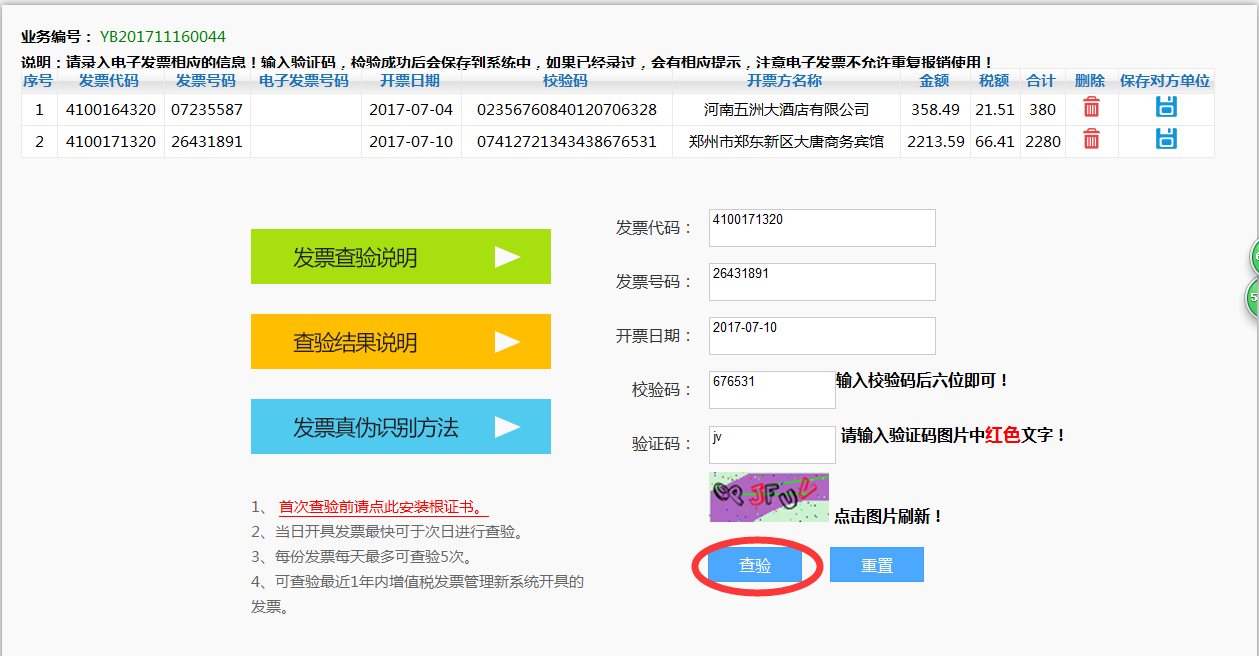 业务编号： YB201711160044
说明：请录入电子发票相应的信息！输入验证码，检验成功后会保存到系统中，如果已经录过，会有相应提示，注意电子发票不允许重复报销使用！
序号 发票代码 发票号码 电子发票号码 开票日期 校验码 开票方名称 金额 税额 合计 删除 保存对方单位
1 4100164320 07235587 2017-07-04 02356760840120706328 河南五洲大酒店有限公司 358.49 21.51 380
2 4100171320 26431891 2017-07-10 07412721343438676531 郑州市郑东新区大唐商务宾馆 2213.59 66.41 2280
发票查验说明
查验结果说明
发票真伪识别方法
1、 首次查验前请点此安装根证书。
2、当日开具发票最快可于次日进行查验。
3、每份发票每天最多可查验5次。
4、可查验最近1年内增值税发票管理新系统开具的
发票。
发票代码： 4100171320
发票号码： 26431891
开票日期： 2017-07-10
校验码： 676531 输入校验码后六位即可！
验证码： jv 请输入验证码图片中红色文字！
点击图片刷新！
查验 重置